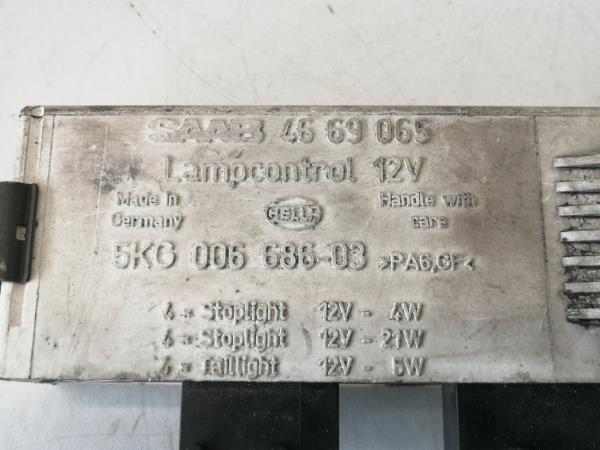 SAAB 46 69 065
Lampcontrol 12V
Made in Germany
HELLA
Handle with care
5KG 006 686-03 >PA6,GF<
4 x Stoplight 12V - 4W
4 x Stoplight 12V - 21W
4 x Taillight 12V - 5W